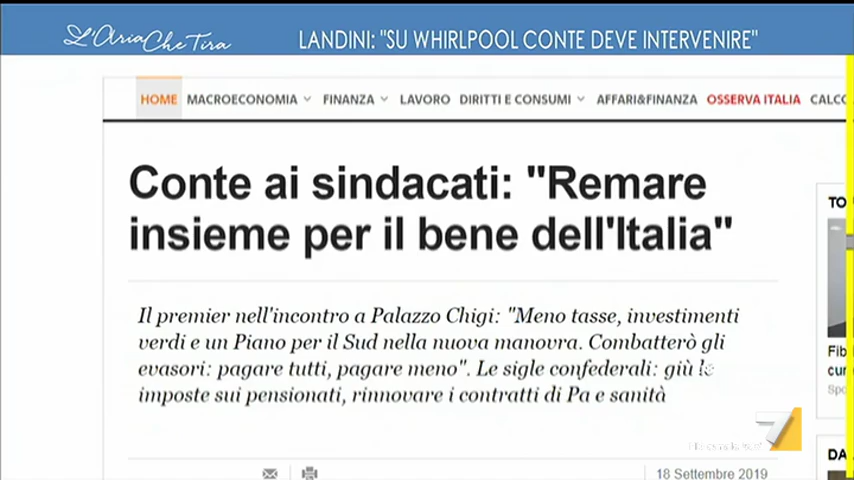 L'Aria Che Tira
LANDINI: "SU WHIRLPOOL CONTE DEVE INTERVENIRE"
HOME MACROECONOMIA FINANZA LAVORO DIRITTI E CONSUMI AFFARI&FINANZA OSSERVA ITALIA CALCO
Conte ai sindacati: "Remare
insieme per il bene dell'Italia"
TO
Il premier nell'incontro a Palazzo Chigi: "Meno tasse, investimenti
verdi e un Piano per il Sud nella nuova manovra. Combatterò gli
evasori: pagare tutti, pagare meno". Le sigle confederali: giù le
imposte sui pensionati, rinnovare i contratti di Pa e sanità
Fib
cur
Spo
7
DA
18 Settembre 2019